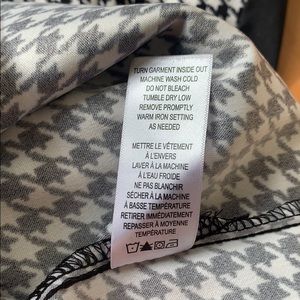 TURN GARMENT INSIDE OUT
MACHINE WASH COLD
DO NOT BLEACH
TUMBLE DRY LOW
REMOVE PROMPTLY
WARM IRON SETTING
AS NEEDED
METTRE LE VÊTEMENT
À L'ENVERS
LAVER À LA MACHINE
À L'EAU FROIDE
NE PAS BLANCHIR
SÉCHER À LA MACHINE
À BASSE TEMPÉRATURE
RETIRER IMMÉDIATEMENT
REPASSER À MOYENNE
TEMPÉRATURE